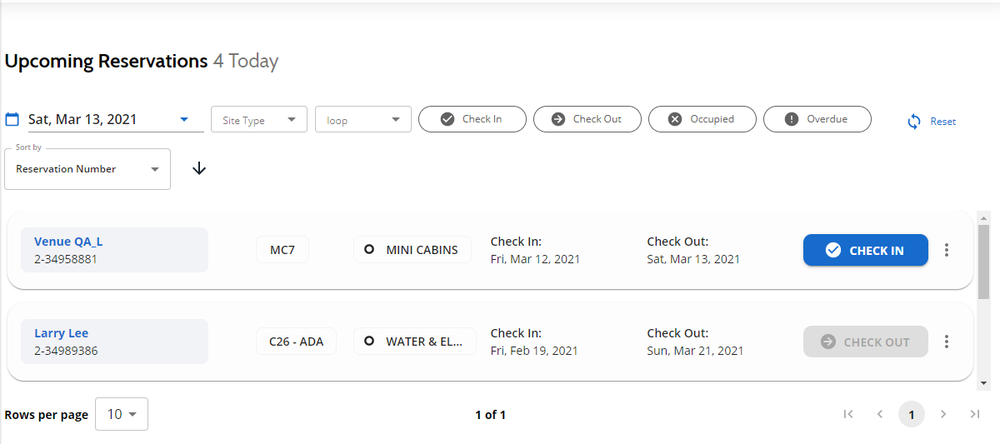 Upcoming Reservations 4 Today
Sat, Mar 13, 2021
Site Type
loop
Check In
Check Out
Occupied
Overdue
Reset
Sort by
Reservation Number
Venue QA_L
2-34958881
MC7
MINI CABINS
Check In:
Fri, Mar 12, 2021
Check Out:
Sat, Mar 13, 2021
CHECK IN
Larry Lee
2-34989386
C26 - ADA
WATER & EL...
Check In:
Fri, Feb 19, 2021
Check Out:
Sun, Mar 21, 2021
CHECK OUT
Rows per page 10
1 of 1
1